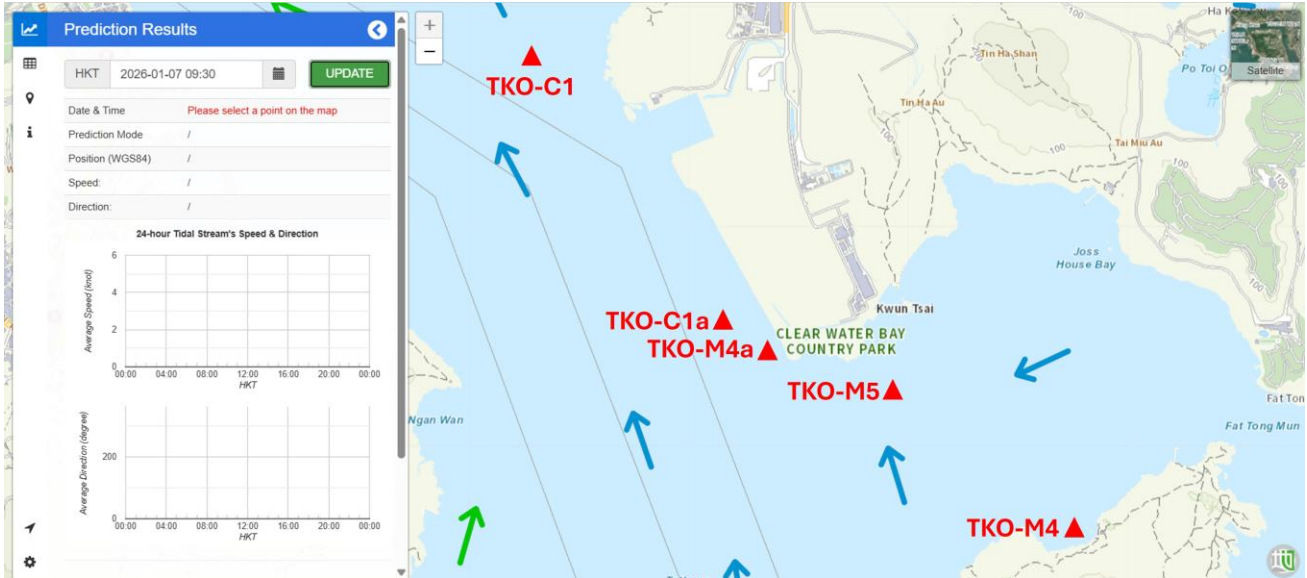 Prediction Results
HKT 2026-01-07 09:30 UPDATE
Date & Time Please select a point on the map
Prediction Mode /
Position (WGS84) /
Speed: /
Direction: /
24-hour Tidal Stream's Speed & Direction
Average Speed (knot)
6
4
2
0
00:00 04:00 08:00 12:00 16:00 20:00 00:00
HKT
Average Direction (degree)
200
0
00:00 04:00 08:00 12:00 16:00 20:00 00:00
HKT
+
−
TKO-C1
100
Tin Ha Shan
Po Toi O
Satellite
Tin Ha Au
100
100
Tai Miu Au
100
100
Joss
House Bay
Kwun Tsai
TKO-C1a
CLEAR WATER BAY
COUNTRY PARK
TKO-M4a
TKO-M5
Ngan Wan
Fat Ton
Fat Tong Mun
TKO-M4